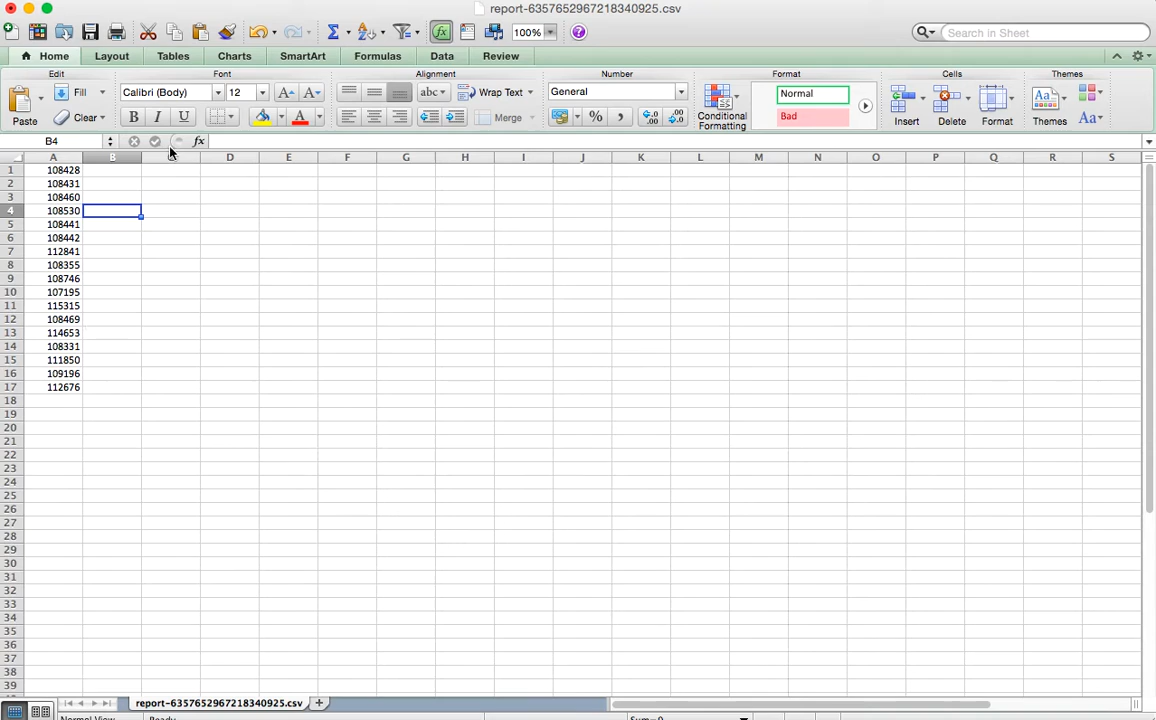 report-6357652967218340925.csv
100%
Search in Sheet
Home Layout Tables Charts SmartArt Formulas Data Review
Edit Font Alignment Number Format Cells Themes
Paste
Fill
Clear
Calibri (Body) 12
A A
B I U
A
abc
Wrap Text
Merge
General
%
Conditional Formatting
Normal
Bad
Insert Delete Format
Themes
Aa
B4
fx
A B D E F G H I J K L M N O P Q R S
1 108428
2 108431
3 108460
4 108530
5 108441
6 108442
7 112841
8 108355
9 108746
10 107195
11 115315
12 108469
13 114653
14 108331
15 111850
16 109196
17 112676
18
19
20
21
22
23
24
25
26
27
28
29
30
31
32
33
34
35
36
37
38
39
report-6357652967218340925.csv
Normal View Ready Sum=0